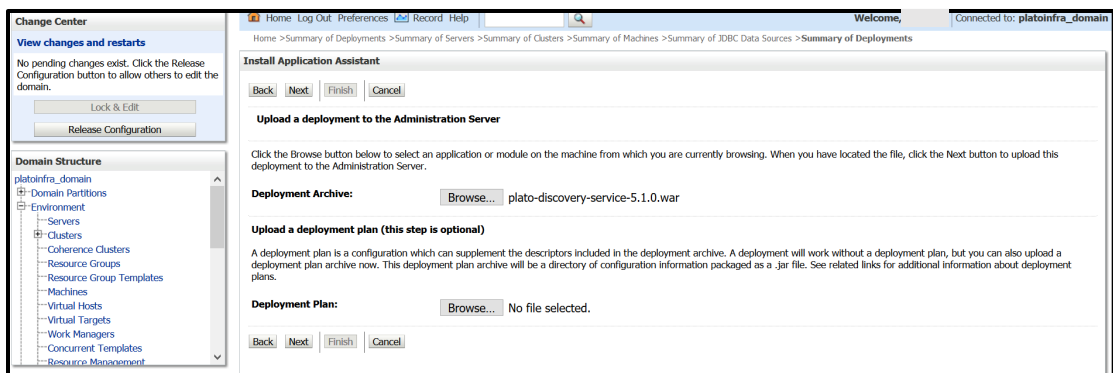 Change Center
View changes and restarts
No pending changes exist. Click the Release
Configuration button to allow others to edit the
domain.
Lock & Edit
Release Configuration
Domain Structure
platoinfra_domain
Domain Partitions
Environment
Servers
Clusters
Coherence Clusters
Resource Groups
Resource Group Templates
Machines
Virtual Hosts
Virtual Targets
Work Managers
Concurrent Templates
Resource Management
Home Log Out Preferences Record Help
Welcome,
Connected to: platoinfra_domain
Home >Summary of Deployments >Summary of Servers >Summary of Clusters >Summary of Machines >Summary of JDBC Data Sources >Summary of Deployments
Install Application Assistant
Back Next Finish Cancel
Upload a deployment to the Administration Server
Click the Browse button below to select an application or module on the machine from which you are currently browsing. When you have located the file, click the Next button to upload this
deployment to the Administration Server.
Deployment Archive: Browse... plato-discovery-service-5.1.0.war
Upload a deployment plan (this step is optional)
A deployment plan is a configuration which can supplement the descriptors included in the deployment archive. A deployment will work without a deployment plan, but you can also upload a
deployment plan archive now. This deployment plan archive will be a directory of configuration information packaged as a .jar file. See related links for additional information about deployment
plans.
Deployment Plan: Browse... No file selected.
Back Next Finish Cancel